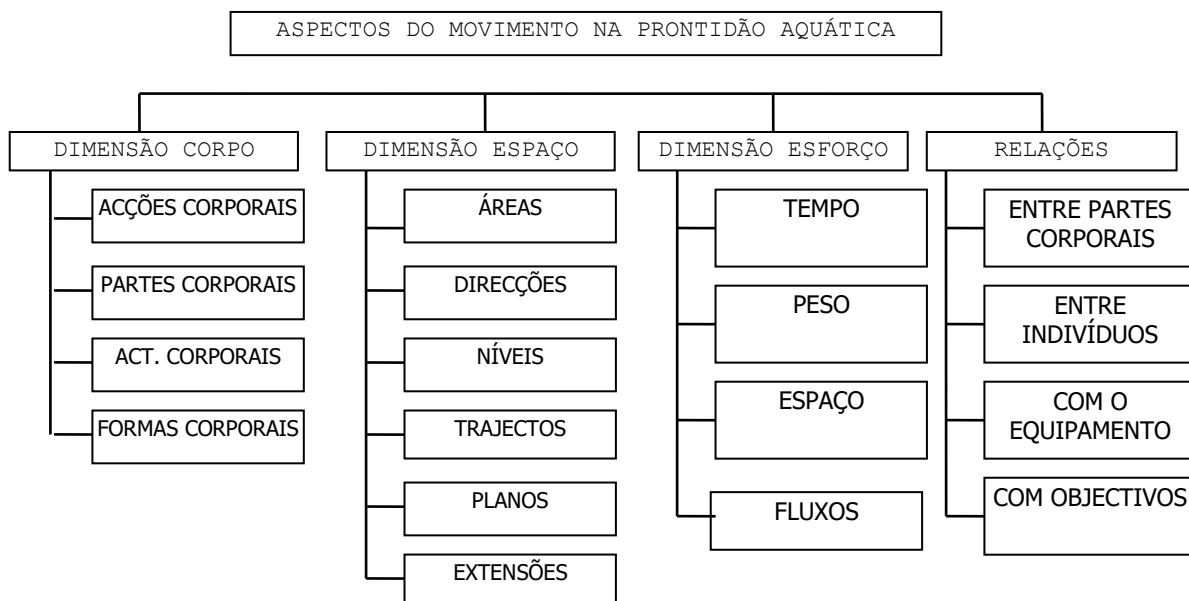 ASPECTOS DO MOVIMENTO NA PRONTIDÃO AQUÁTICA
DIMENSÃO CORPO
ACÇÕES CORPORAIS
PARTES CORPORAIS
ACT. CORPORAIS
FORMAS CORPORAIS
DIMENSÃO ESPAÇO
ÁREAS
DIRECÇÕES
NÍVEIS
TRAJECTOS
PLANOS
EXTENSÕES
DIMENSÃO ESFORÇO
TEMPO
PESO
ESPAÇO
FLUXOS
RELAÇÕES
ENTRE PARTES
CORPORAIS
ENTRE
INDIVÍDUOS
COM O
EQUIPAMENTO
COM OBJECTIVOS